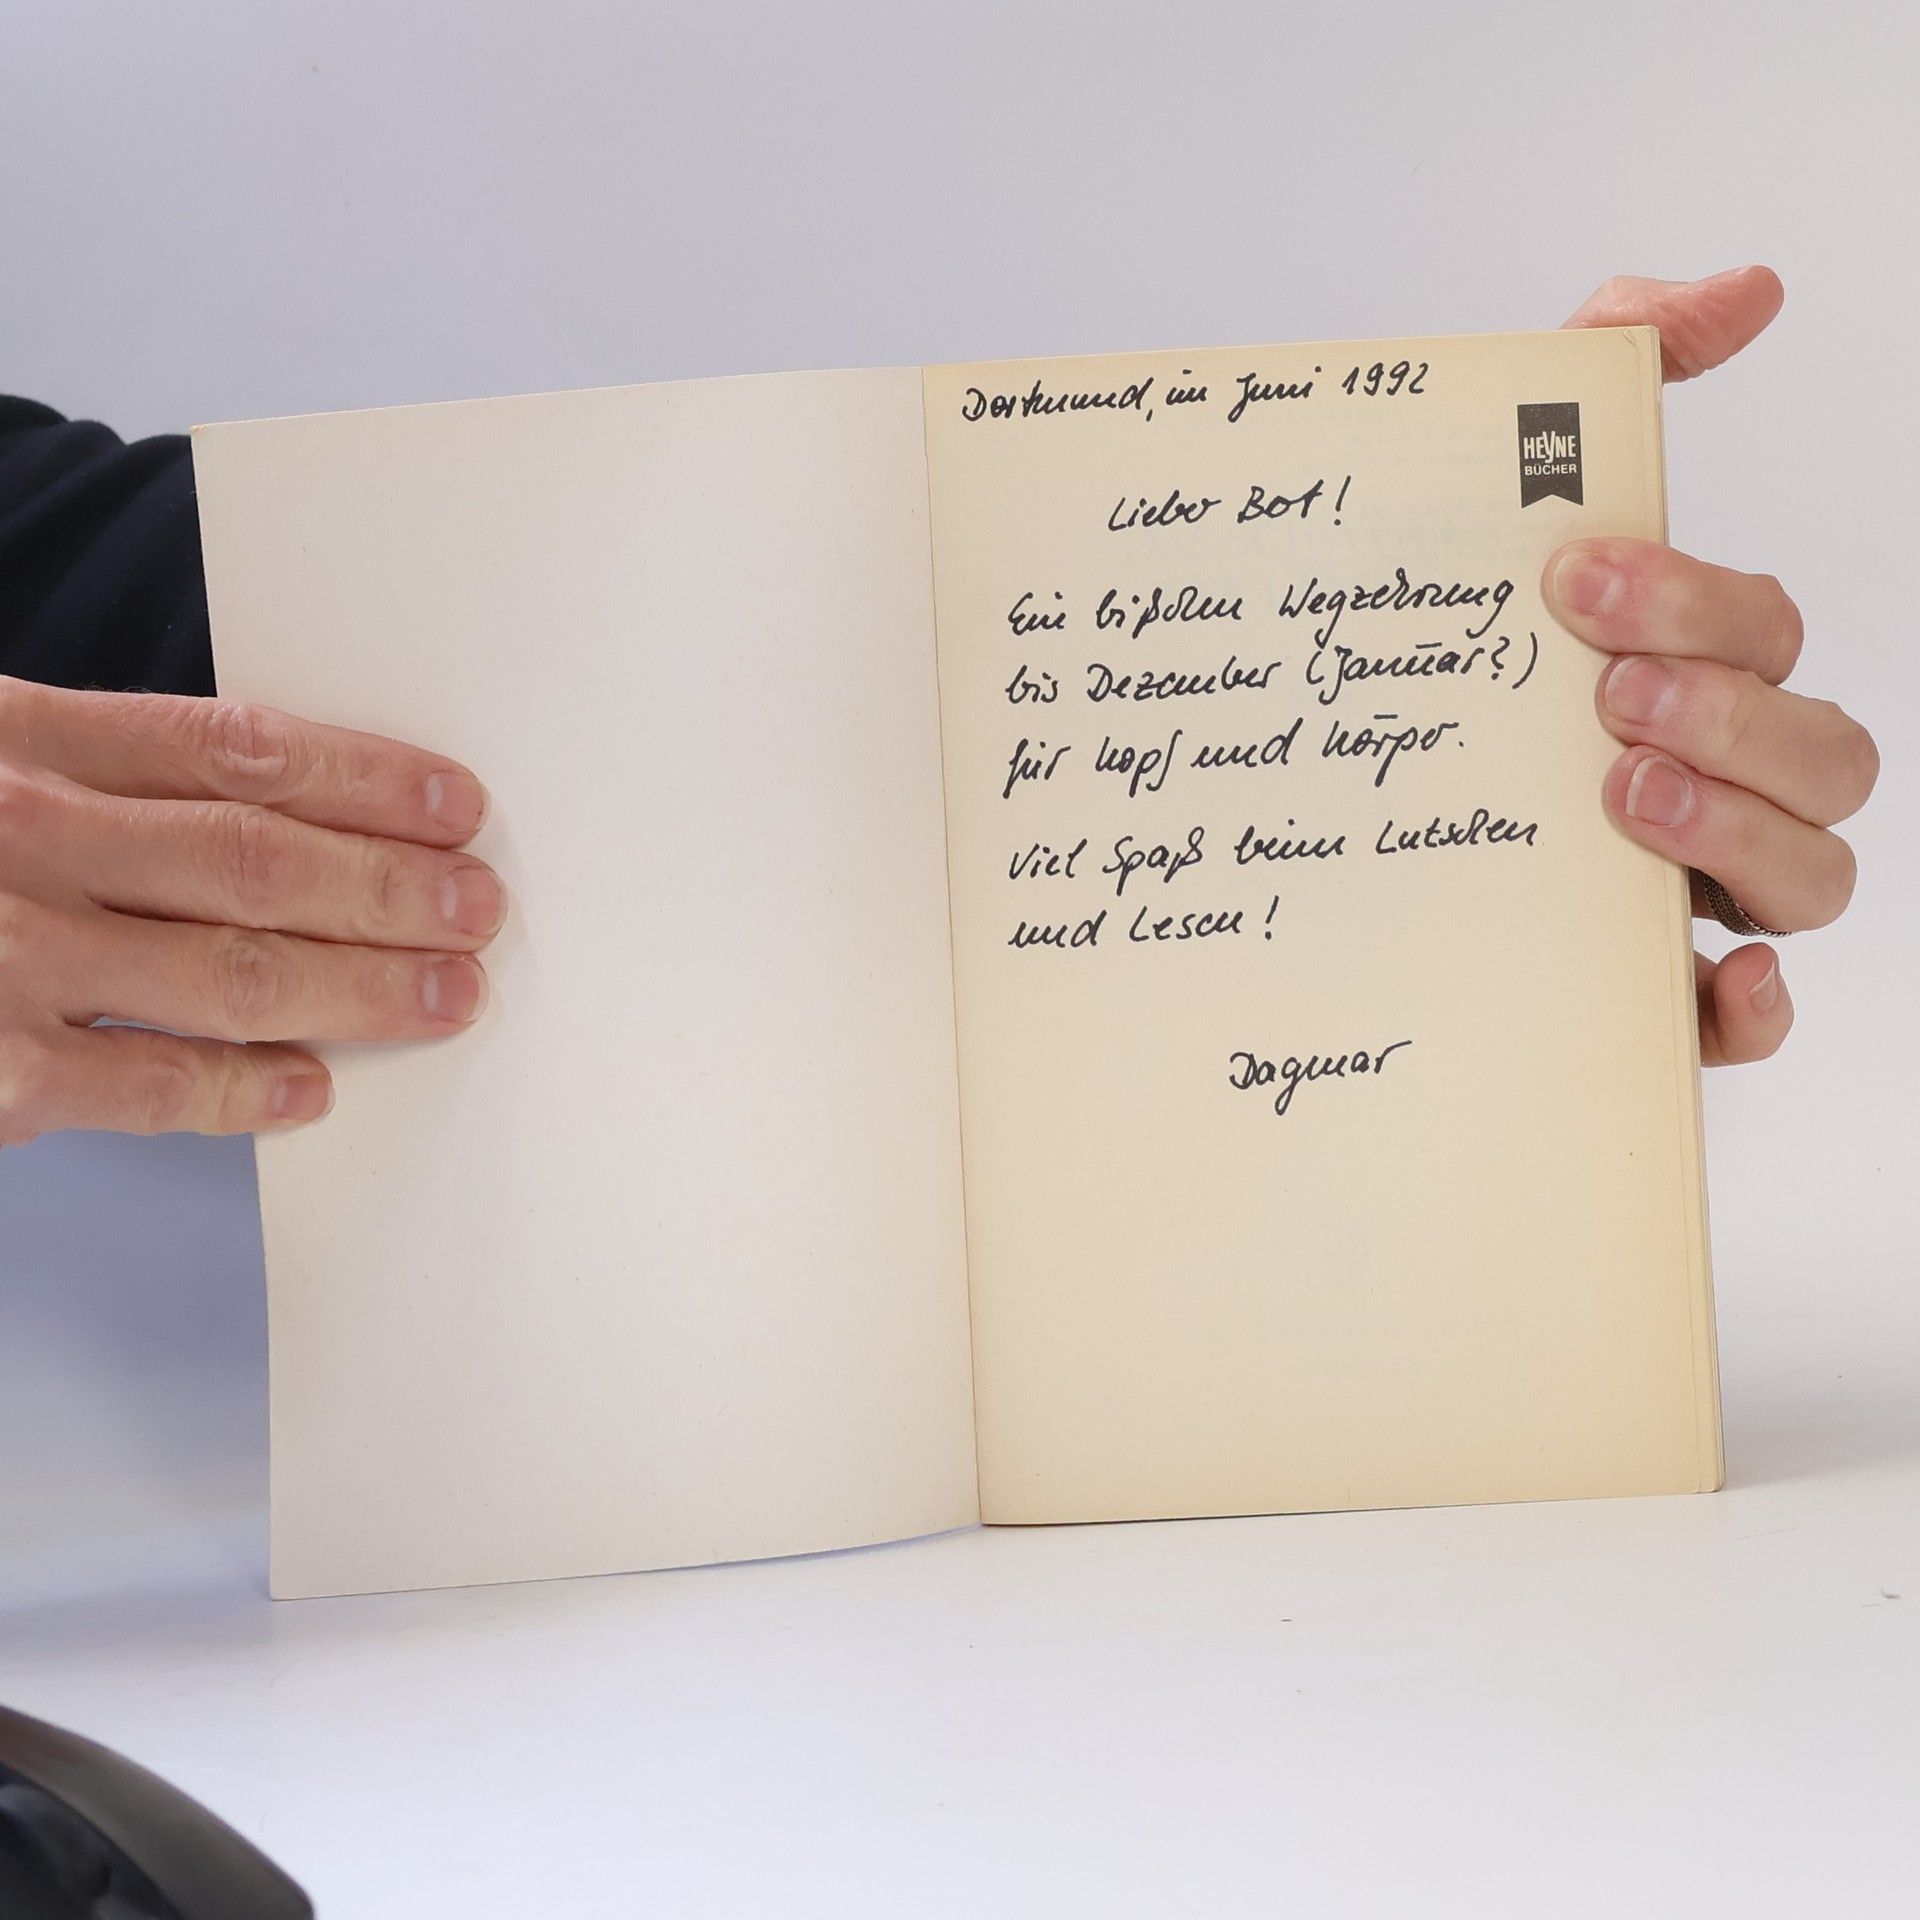 Dortmund, im Juni 1992
HEYNE
BÜCHER
Lieber Bot!
Ein bißchen Wegzehrung
bis Dezember (Januar?)
für Kopf und Körper.
Viel Spaß beim Lutschen
und Lesen!
Dagmar